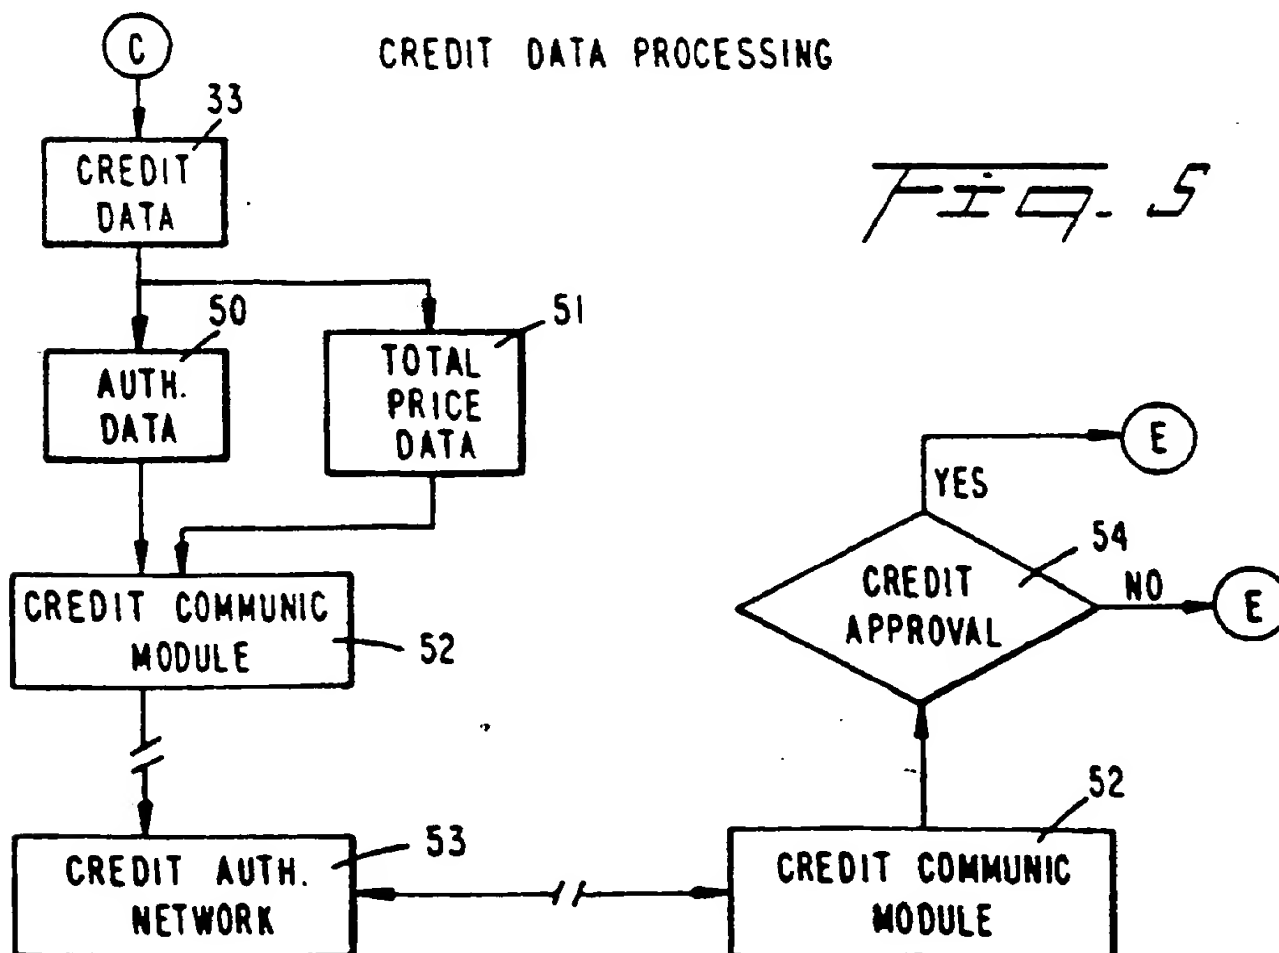 C
CREDIT DATA PROCESSING
33
CREDIT
DATA
Fig. 5
50
51
AUTH.
DATA
TOTAL
PRICE
DATA
E
YES
54
CREDIT
APPROVAL
NO
E
CREDIT COMMUNIC
MODULE
52
52
53
CREDIT AUTH.
NETWORK
CREDIT COMMUNIC
MODULE